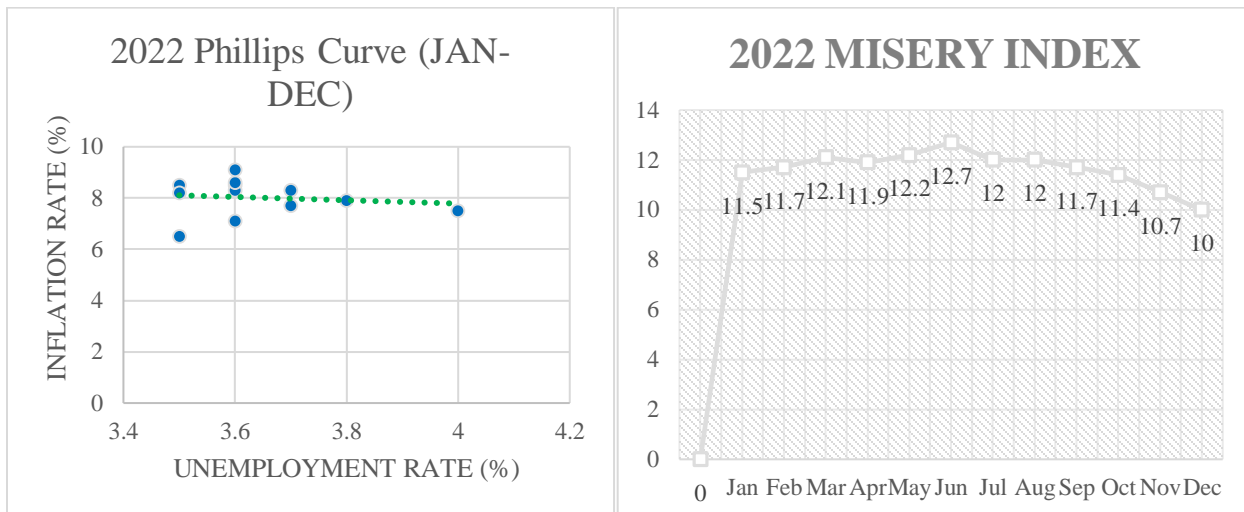 2022 Phillips Curve (JAN-
DEC)
INFLATION RATE (%)
10
8
6
4
2
0
3.4 3.6 3.8 4 4.2
UNEMPLOYMENT RATE (%)
2022 MISERY INDEX
14
12
10
8
6
4
2
0
11.5 11.7 12.1 11.9 12.2 12.7 12 12 11.7 11.4 10.7 10
0 Jan Feb Mar Apr May Jun Jul Aug Sep Oct Nov Dec